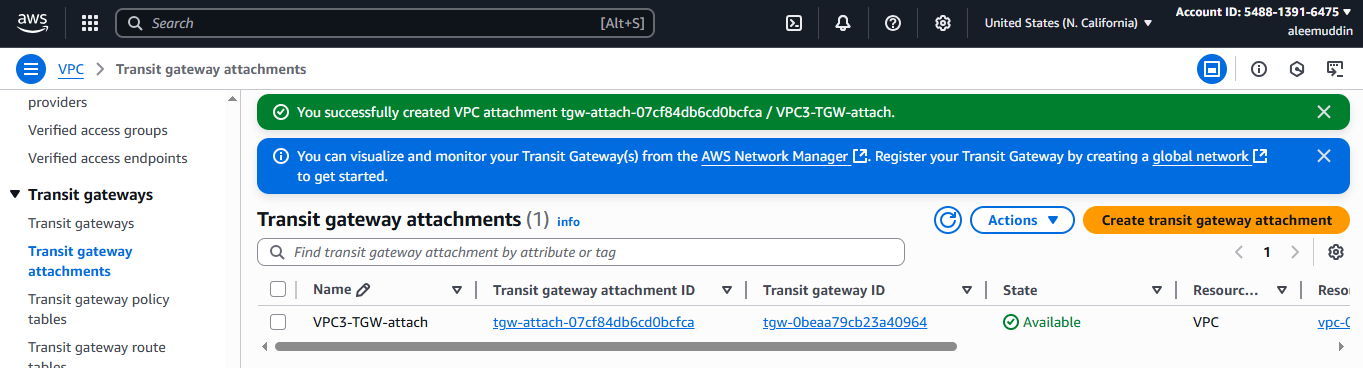 aws
Search
[Alt+S]
United States (N. California)
Account ID: 5488-1391-6475
aleemuddin
VPC
Transit gateway attachments
providers
Verified access groups
Verified access endpoints
Transit gateways
Transit gateways
Transit gateway
attachments
Transit gateway policy
tables
Transit gateway route
tables
You successfully created VPC attachment tgw-attach-07cf84db6cd0bcfca / VPC3-TGW-attach.
You can visualize and monitor your Transit Gateway(s) from the AWS Network Manager. Register your Transit Gateway by creating a global network
to get started.
Transit gateway attachments (1) info
Actions
Create transit gateway attachment
Find transit gateway attachment by attribute or tag
1
Name
Transit gateway attachment ID
Transit gateway ID
State
Resourc...
Reso
VPC3-TGW-attach
tgw-attach-07cf84db6cd0bcfca
tgw-0beaa79cb23a40964
Available
VPC
vpc-0